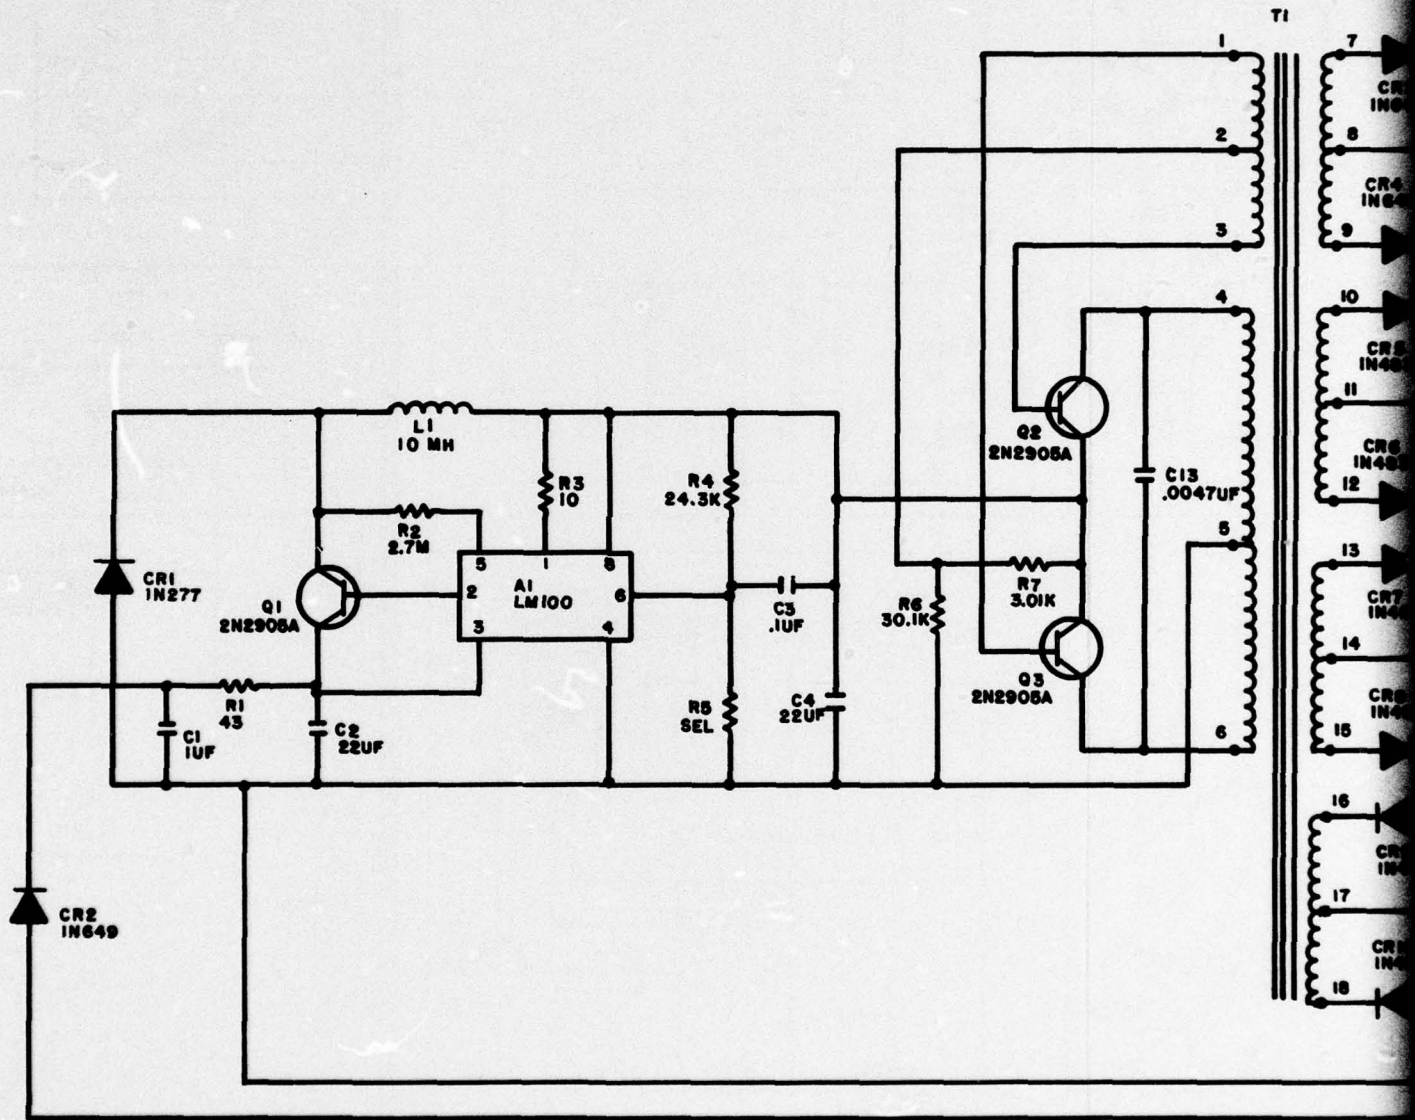 T1
1
7
2
8
CR4
3
9
4
10
L1
10 MH
11
Q2
2N2905A
CR6
C13
.0047UF
12
R3
10
R4
24.3K
R2
2.7M
5
1
8
5
13
CR1
1N277
A1
LM100
2
6
3
4
Q1
2N2905A
C3
.1UF
R7
3.01K
R6
30.1K
14
Q3
2N2905A
R1
43
C1
1UF
C2
22UF
R5
SEL
C4
22UF
6
15
16
17
CR2
1N649
18